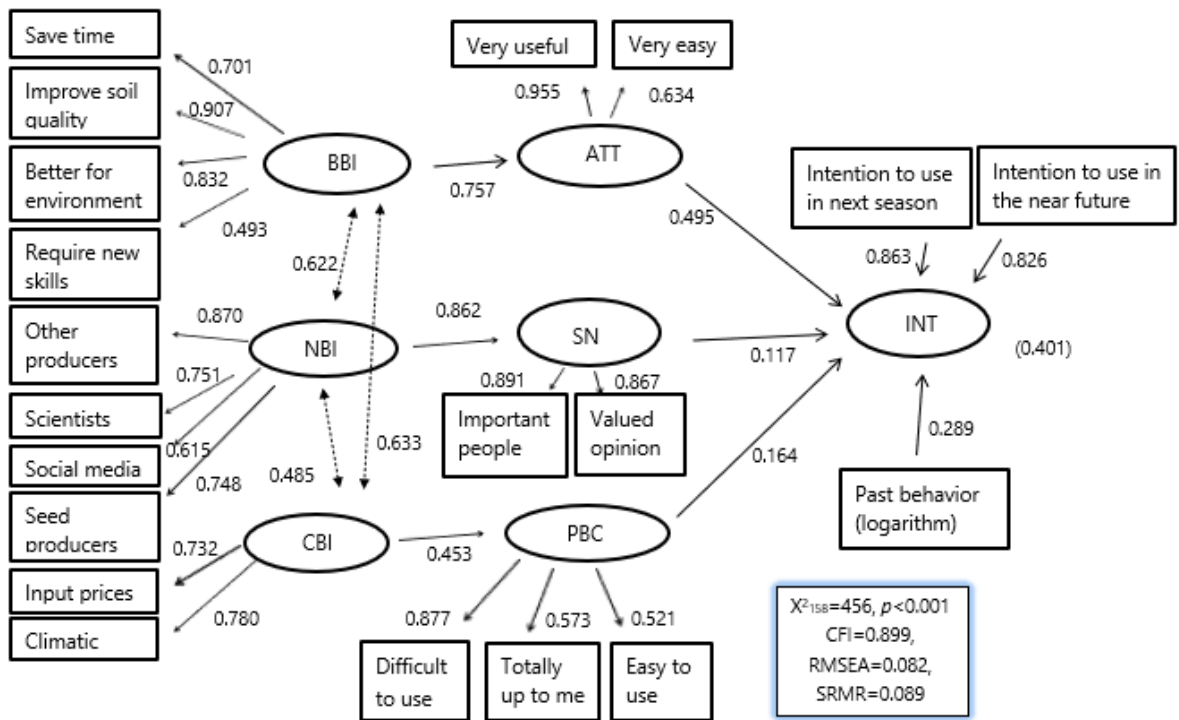 Save time
0.701
Improve soil
quality
0.907
Better for
environment
0.832
Require new
skills
0.493
BBI
0.757
Very useful
Very easy
0.955
0.634
ATT
0.495
0.622
Other
producers
0.870
Scientists
0.751
Social media
0.615
Seed
producers
0.748
NBI
0.862
SN
0.117
0.891
0.867
Important
people
Valued
opinion
0.485
0.633
Input prices
0.732
Climatic
0.780
CBI
0.453
PBC
0.164
0.877
0.573
0.521
Difficult
to use
Totally
up to me
Easy to
use
Intention to use
in next season
Intention to use in
the near future
0.863
0.826
INT
(0.401)
0.289
Past behavior
(logarithm)
X²₁₅₈=456, p<0.001
CFI=0.899,
RMSEA=0.082,
SRMR=0.089